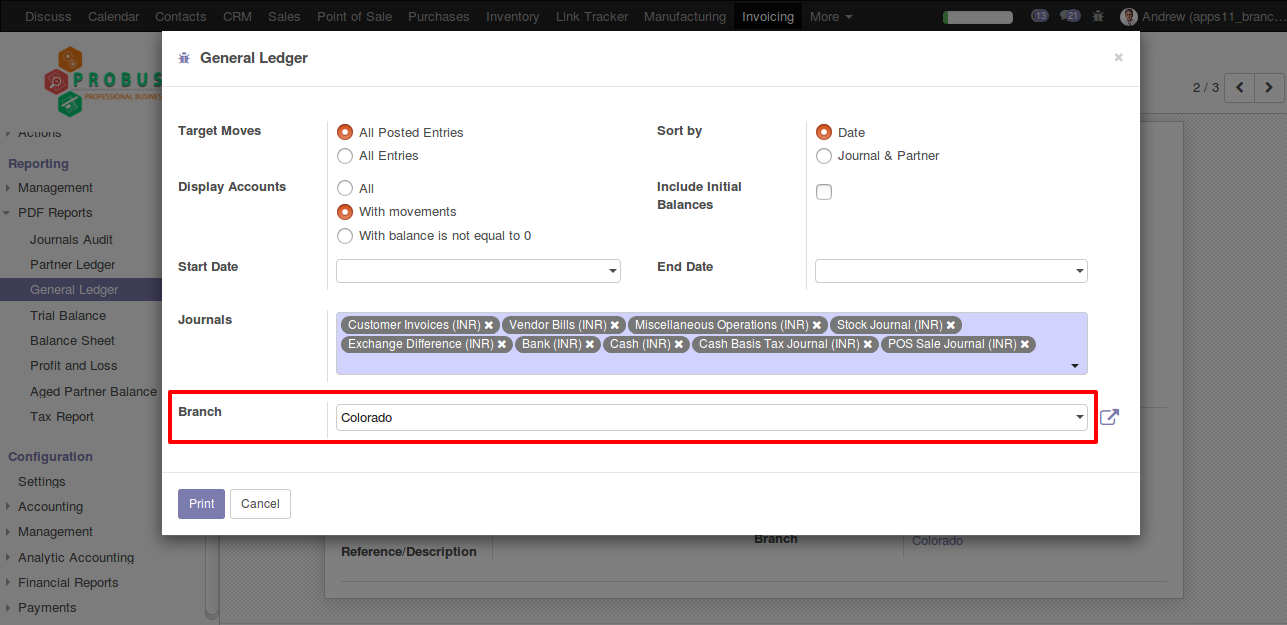 Discuss Calendar Contacts CRM Sales Point of Sale Purchases Inventory Link Tracker Manufacturing Invoicing More 13 21 Andrew (apps11_branc...
PROBUS
PROFESSIONAL BUSINES
2 / 3
Actions
Reporting
Management
PDF Reports
Journals Audit
Partner Ledger
General Ledger
Trial Balance
Balance Sheet
Profit and Loss
Aged Partner Balance
Tax Report
Configuration
Settings
Accounting
Management
Analytic Accounting
Financial Reports
Payments
General Ledger ×
Target Moves
All Posted Entries
All Entries
Sort by
Date
Journal & Partner
Display Accounts
All
With movements
With balance is not equal to 0
Include Initial
Balances
Start Date
End Date
Journals
Customer Invoices (INR) ✖ Vendor Bills (INR) ✖ Miscellaneous Operations (INR) ✖ Stock Journal (INR) ✖
Exchange Difference (INR) ✖ Bank (INR) ✖ Cash (INR) ✖ Cash Basis Tax Journal (INR) ✖ POS Sale Journal (INR) ✖
Branch
Colorado
Print Cancel
Reference/Description
Branch
Colorado